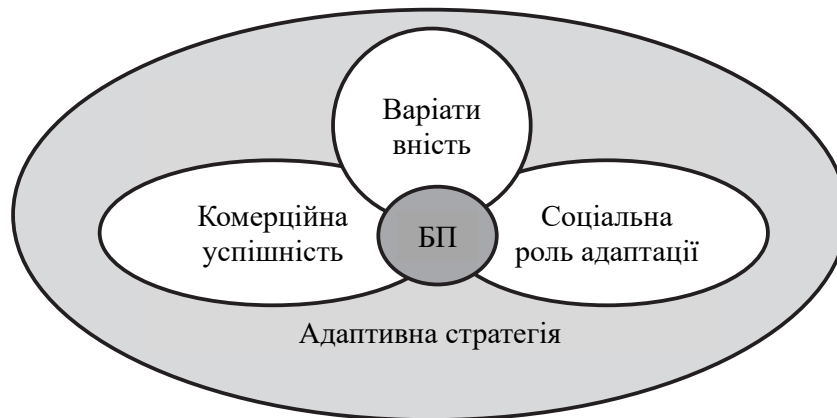 Варіати
вність
Комерційна
успішність
БП
Соціальна
роль адаптації
Адаптивна стратегія